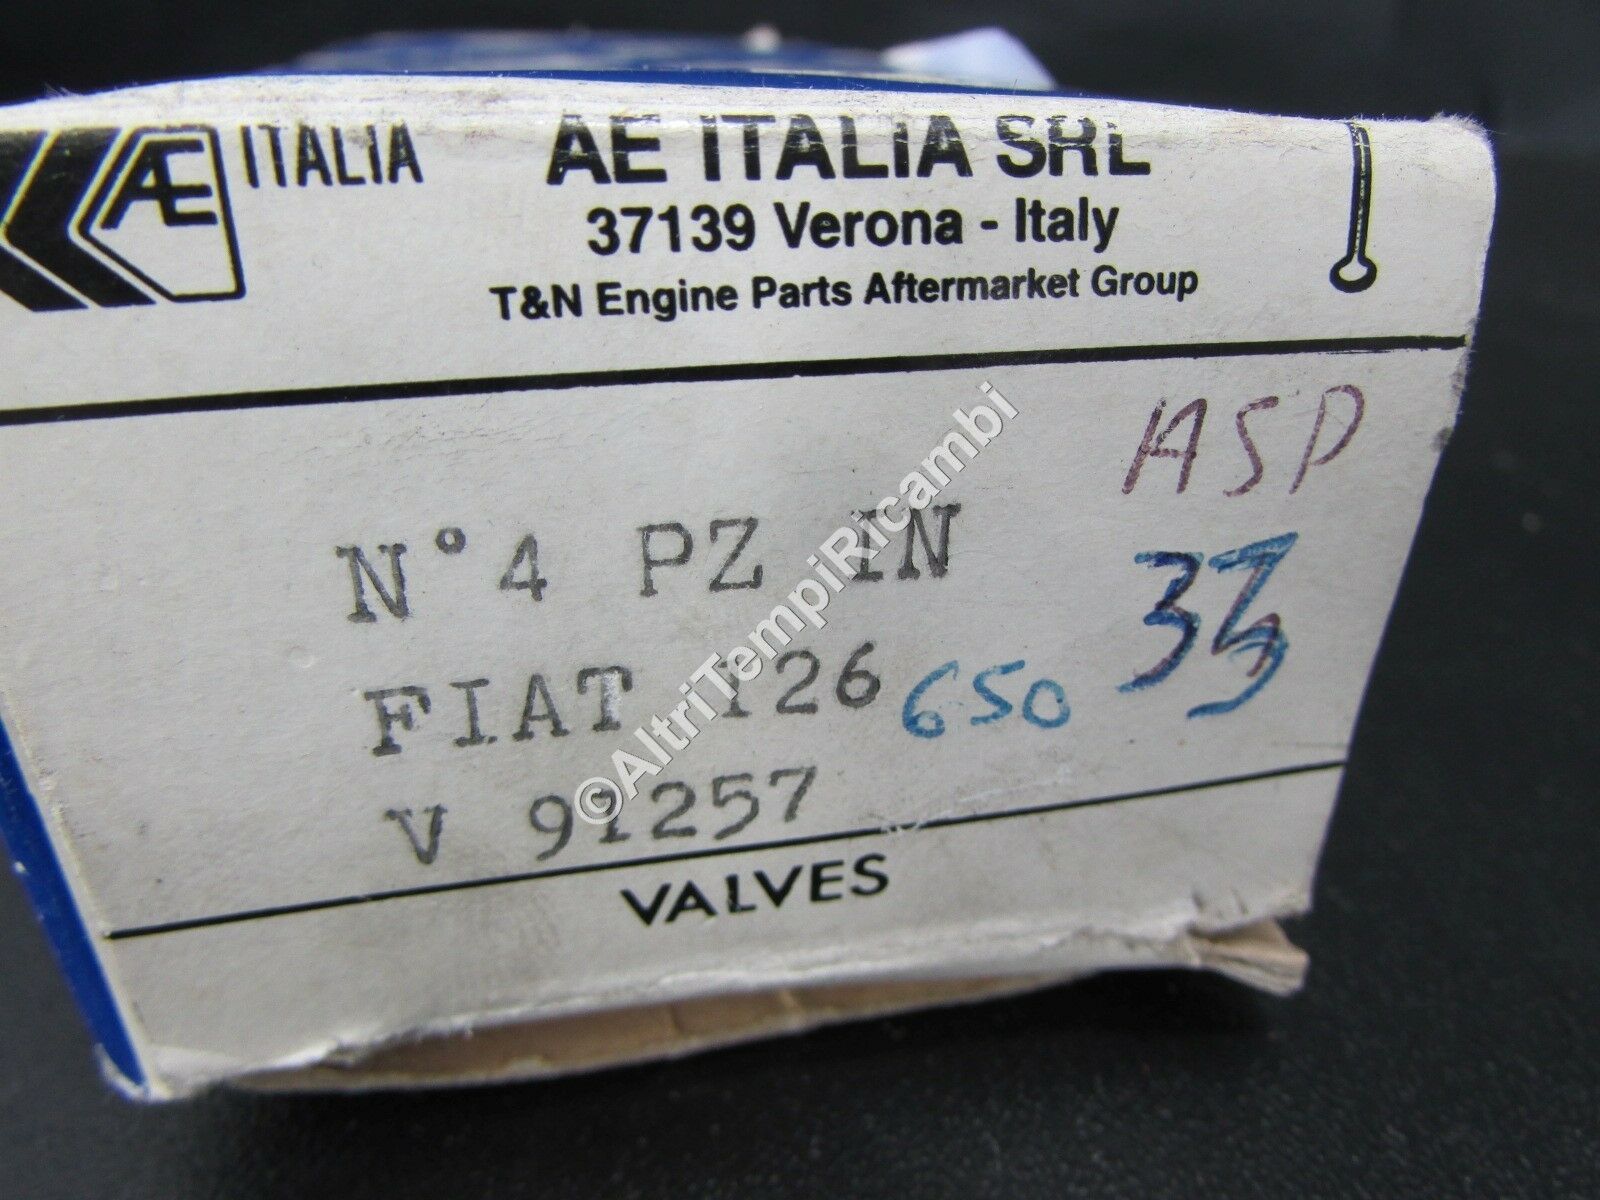 AE ITALIA
AE ITALIA SRL
37139 Verona - Italy
T&N Engine Parts Aftermarket Group
ASP
N°4 PZ IN
33
FIAT 126 650
V 91257
VALVES
©AltriTempiRicambi